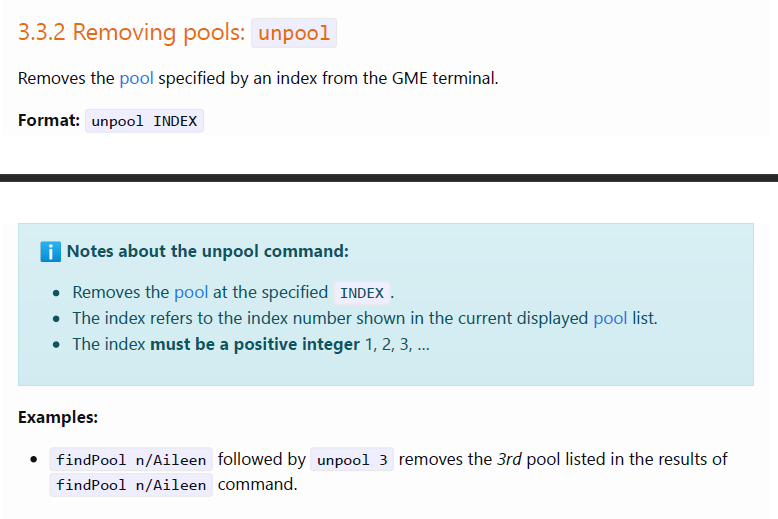 3.3.2 Removing pools: unpool
Removes the pool specified by an index from the GME terminal.
Format: unpool INDEX
Notes about the unpool command:
• Removes the pool at the specified INDEX .
• The index refers to the index number shown in the current displayed pool list.
• The index must be a positive integer 1, 2, 3, …
Examples:
• findPool n/Aileen followed by unpool 3 removes the 3rd pool listed in the results of
findPool n/Aileen command.